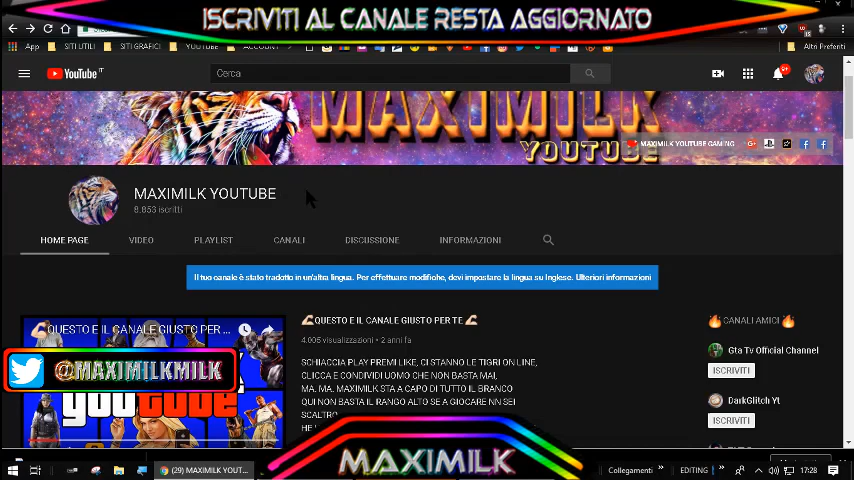 ISCRIVITI AL CANALE RESTA AGGIORNATO
App SITI UTILI SITI GRAFICI YOUTUBE ACCOUNT Altri Preferiti
YouTube IT
Cerca
9+
MAXIMILK
YOUTUBE
MAXIMILK YOUTUBE GAMING
MAXIMILK YOUTUBE
8.853 iscritti
HOME PAGE VIDEO PLAYLIST CANALI DISCUSSIONE INFORMAZIONI
Il tuo canale è stato tradotto in un'altra lingua. Per effettuare modifiche, devi impostare la lingua su Inglese. Ulteriori informazioni
QUESTO E IL CANALE GIUSTO PER ...
💪QUESTO E IL CANALE GIUSTO PER TE 💪
4.005 visualizzazioni • 2 anni fa
SCHIACCIA PLAY PREMI LIKE, CI STANNO LE TIGRI ON LINE,
CLICCA E CONDIVIDI UOMO CHE NON BASTA MAI,
MA. MA. MAXIMILK STA A CAPO DI TUTTO IL BRANCO
QUI NON BASTA IL RANGO ALTO SE A GIOCARE NN SEI
SCALTRO
🔥CANALI AMICI 🔥
Gta Tv Official Channel
ISCRIVITI
DarkGlitch Yt
ISCRIVITI
@MAXIMILKMILK
YOUTUBE
MAXIMILK
(29) MAXIMILK YOUT...
Collegamenti » EDITING » 17:28